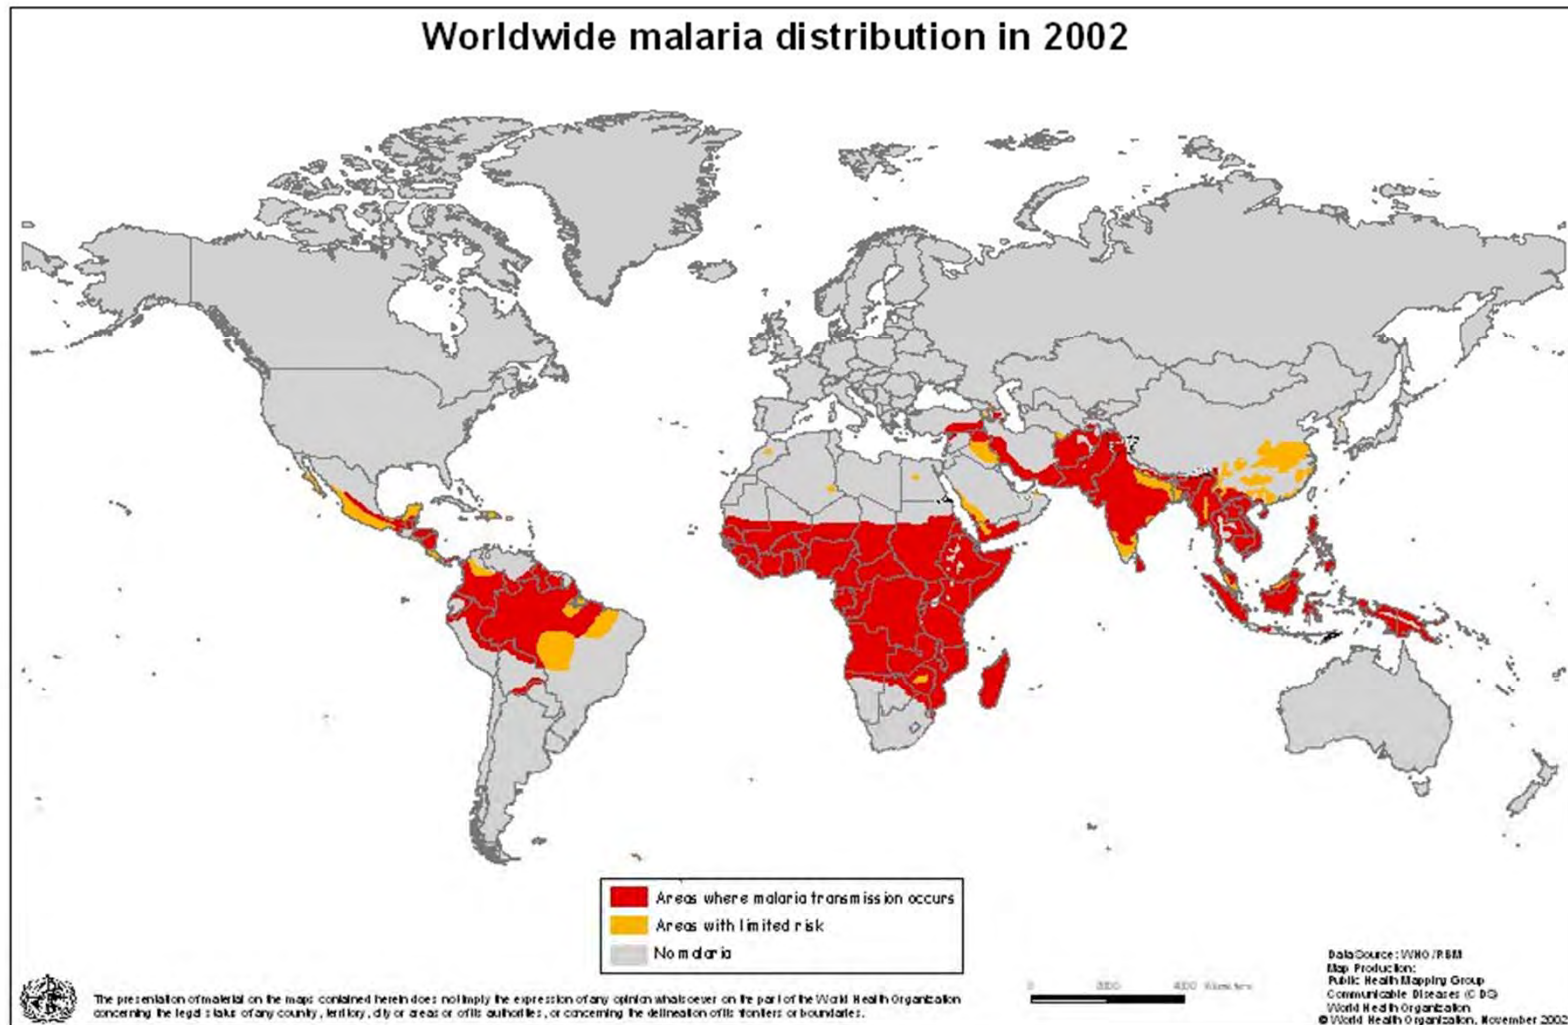 Worldwide malaria distribution in 2002
Areas where malaria transmission occurs
Areas with limited risk
No malaria
The presentation of material on the maps contained herein does not imply the expression of any opinion whatsoever on the part of the World Health Organization
concerning the legal status of any country, territory, city or areas or of its authorities, or concerning the delineation of its frontiers or boundaries.
0
4000 Kilometers
Data Source: WHO / RBM
Map Production:
Public Health Mapping Group
Communicable Diseases (CDS)
World Health Organization
© World Health Organization, November 2002